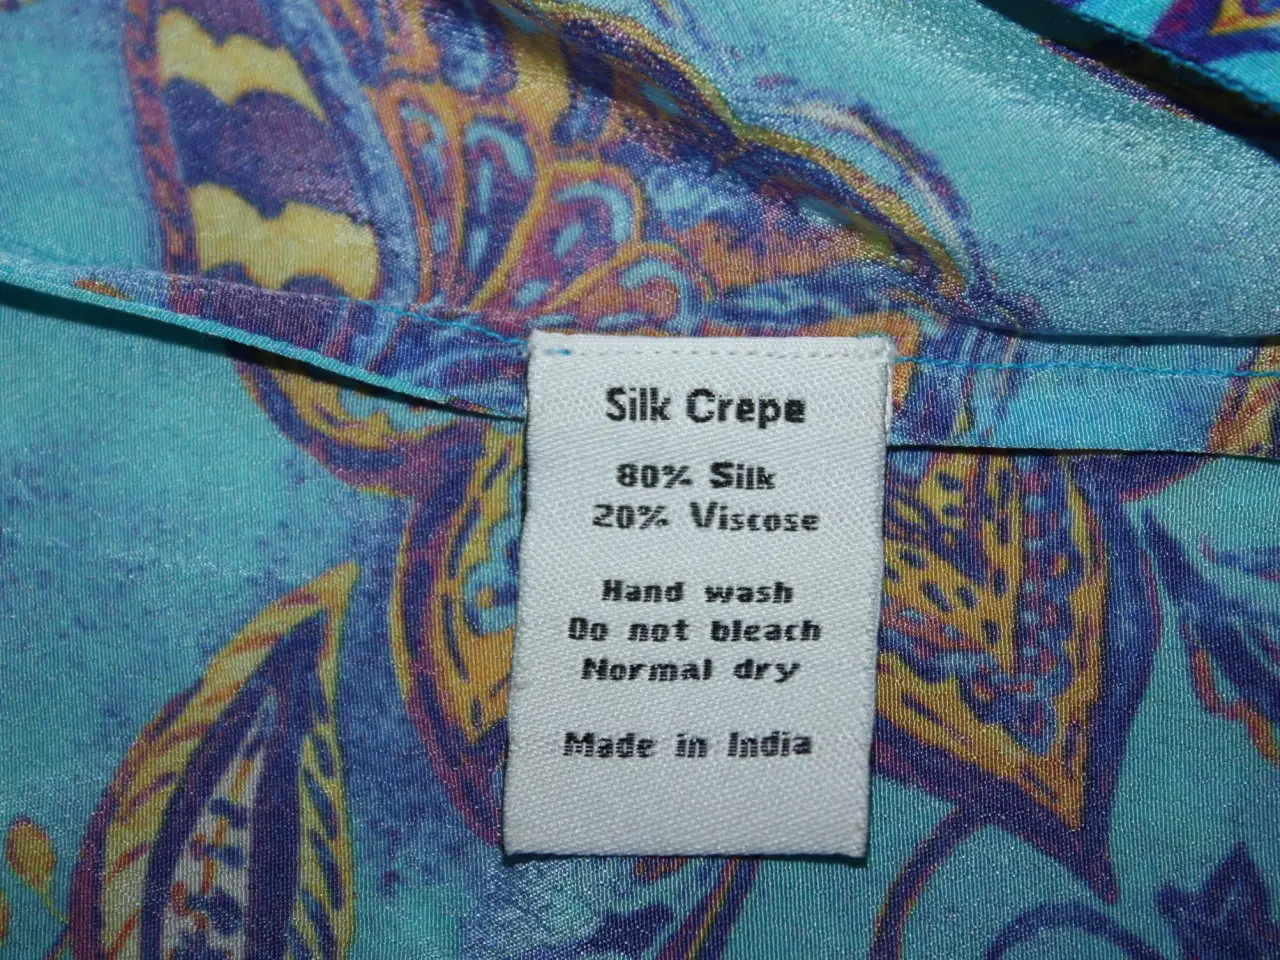 Silk Crepe
80% Silk
20% Viscose
Hand wash
Do not bleach
Normal dry
Made in India